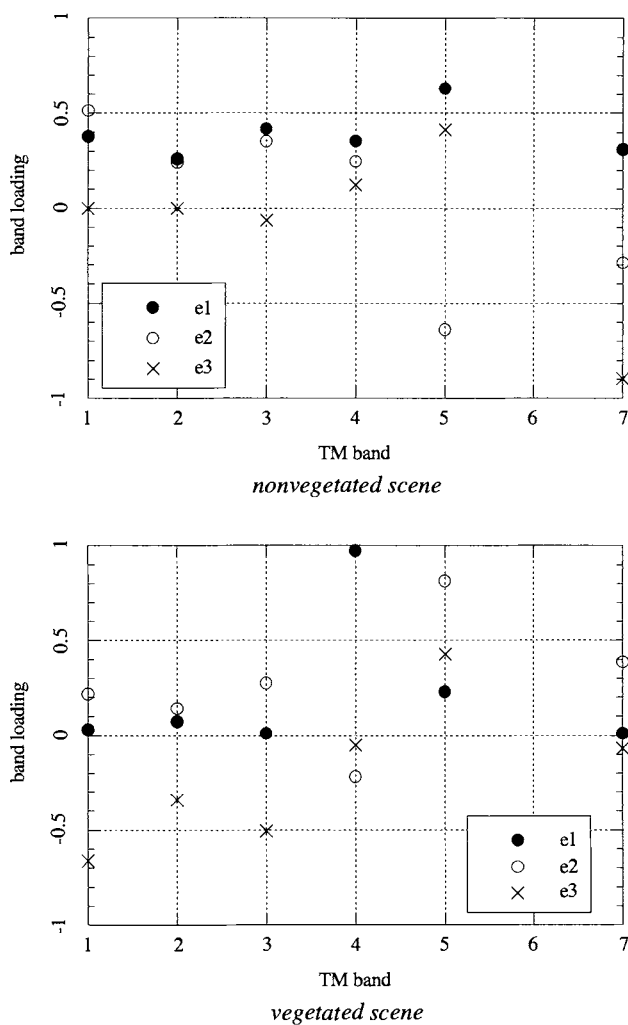 1
0.5
0
-0.5
-1
band loading
e1
e2
e3
1 2 3 4 5 6 7
TM band
nonvegetated scene
1
0.5
0
-0.5
-1
band loading
e1
e2
e3
1 2 3 4 5 6 7
TM band
vegetated scene